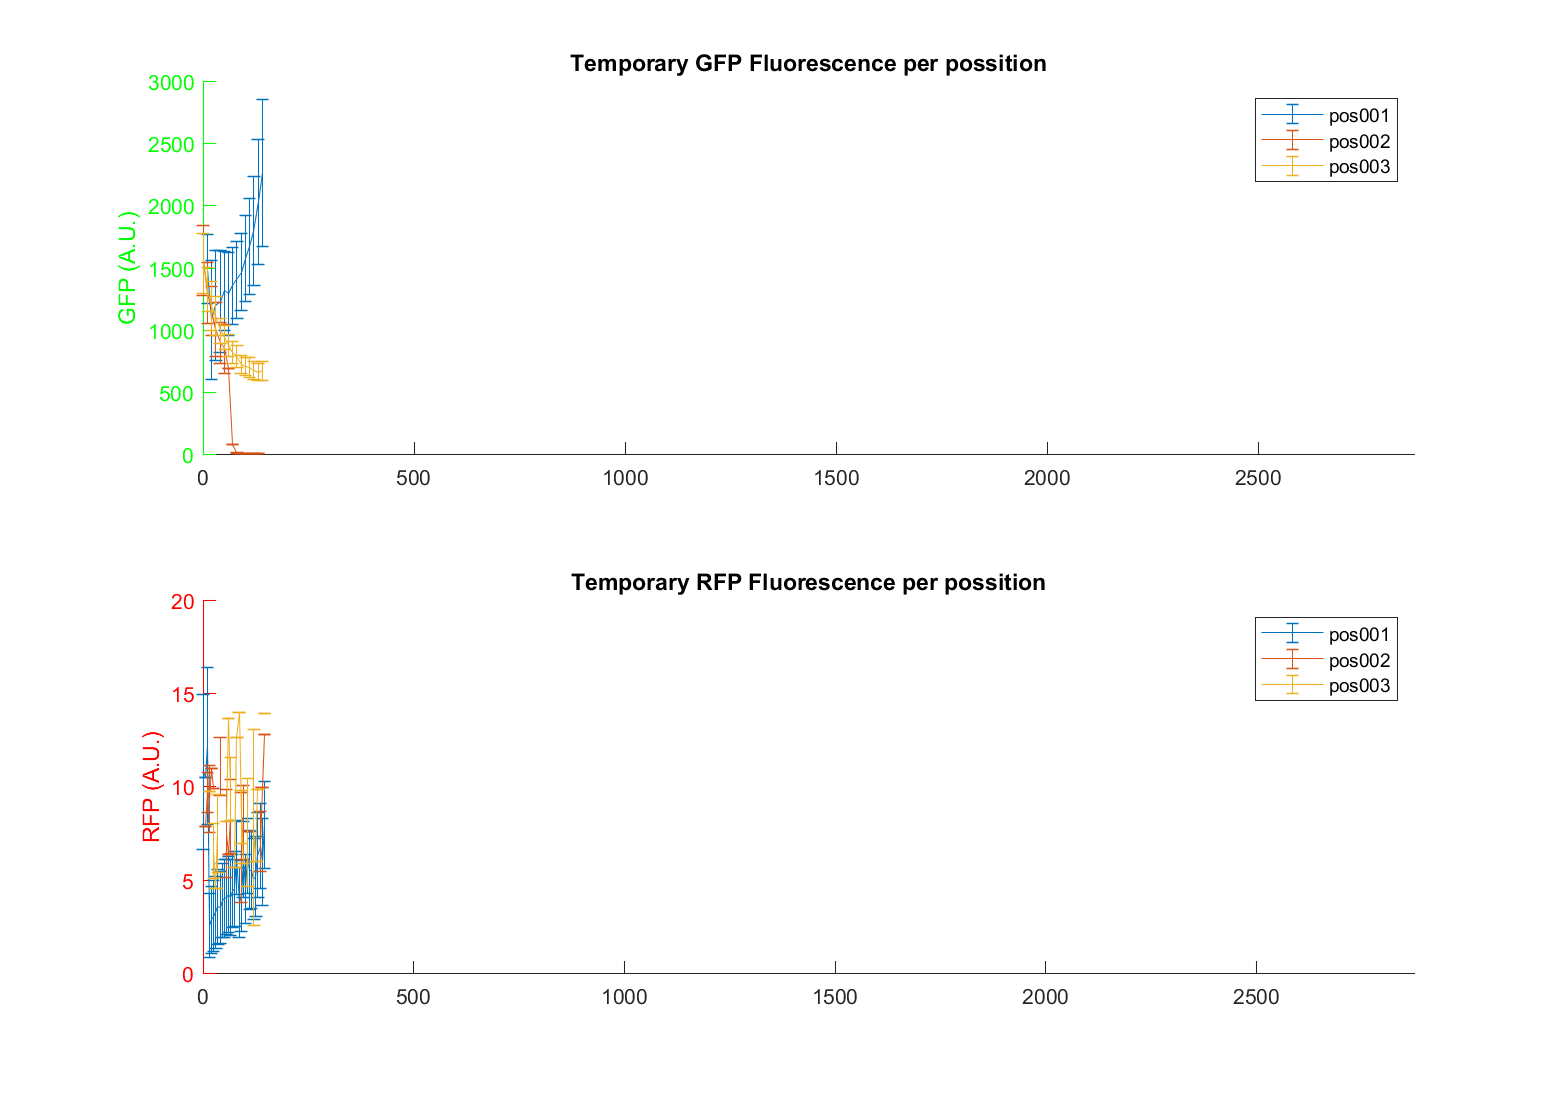 Temporary GFP Fluorescence per possition
3000
2500
2000
1500
1000
500
0
GFP (A.U.)
0 500 1000 1500 2000 2500
pos001
pos002
pos003
Temporary RFP Fluorescence per possition
20
15
10
5
0
RFP (A.U.)
0 500 1000 1500 2000 2500
pos001
pos002
pos003